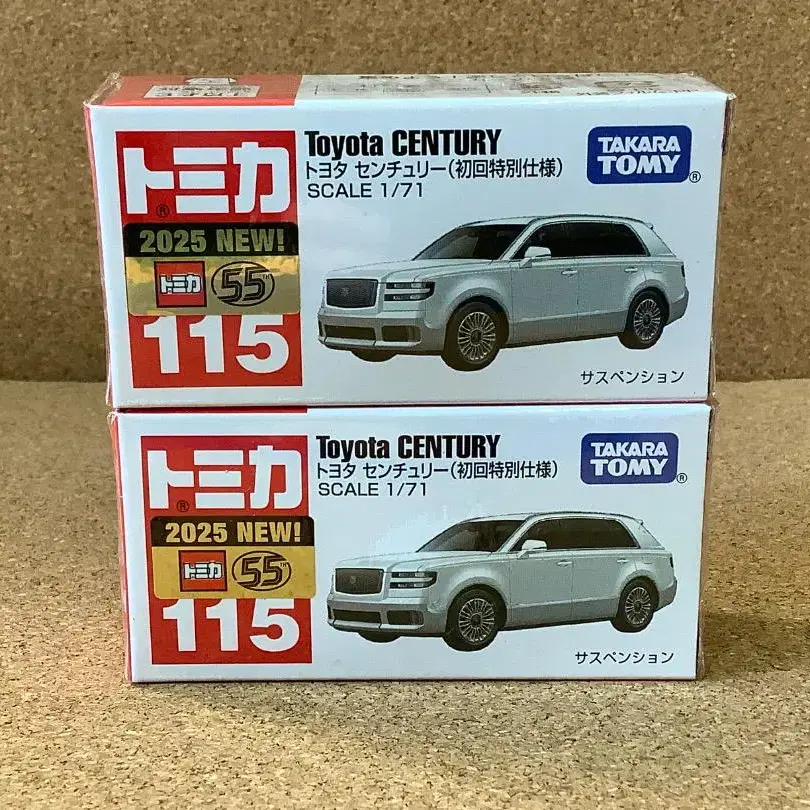 トミカ
®
2025 NEW!
トミカ 55TH
115
Toyota CENTURY
トヨタ センチュリー(初回特別仕様)
SCALE 1/71
TAKARA
TOMY®
サスペンション
トミカ
®
2025 NEW!
トミカ 55TH
115
Toyota CENTURY
トヨタ センチュリー(初回特別仕様)
SCALE 1/71
TAKARA
TOMY®
サスペンション